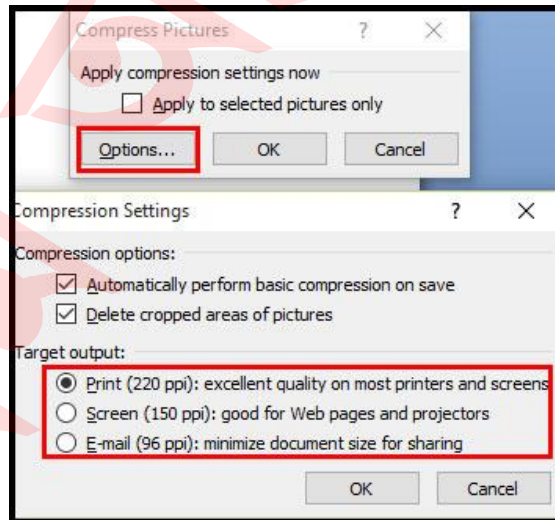 Compress Pictures ? ×
Apply compression settings now
Apply to selected pictures only
Options... OK Cancel
Compression Settings ? ×
Compression options:
Automatically perform basic compression on save
Delete cropped areas of pictures
Target output:
Print (220 ppi): excellent quality on most printers and screens
Screen (150 ppi): good for Web pages and projectors
E-mail (96 ppi): minimize document size for sharing
OK Cancel